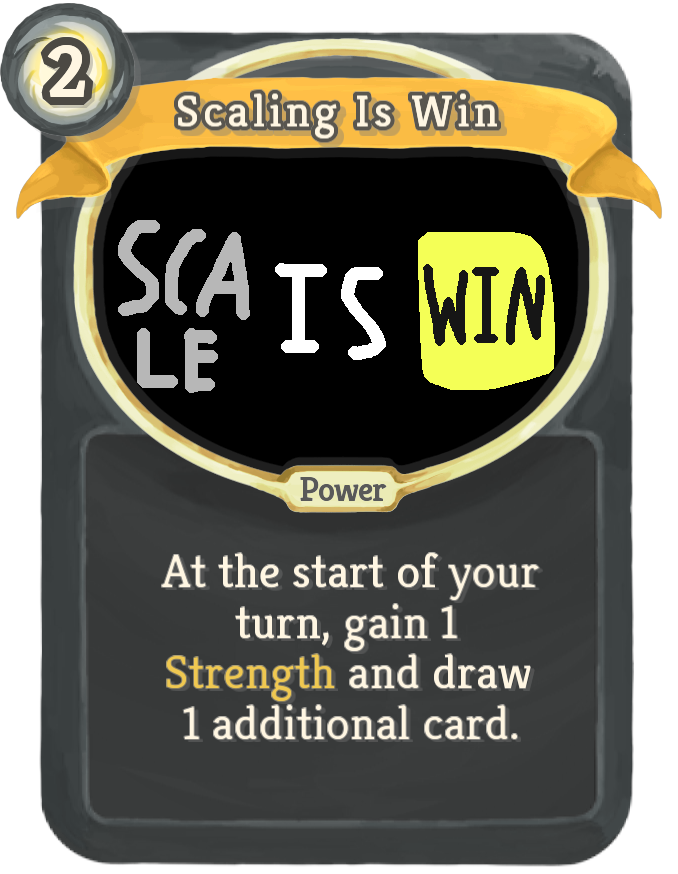 2
Scaling Is Win
SCA IS WIN
LE
Power
At the start of your
turn, gain 1
Strength and draw
1 additional card.